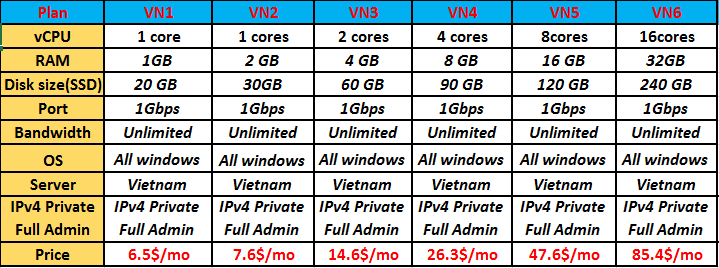 Plan VN1 VN2 VN3 VN4 VN5 VN6
vCPU 1 core 1 cores 2 cores 4 cores 8cores 16cores
RAM 1GB 2 GB 4 GB 8 GB 16 GB 32GB
Disk size(SSD) 20 GB 30GB 60 GB 90 GB 120 GB 240 GB
Port 1Gbps 1Gbps 1Gbps 1Gbps 1Gbps 1Gbps
Bandwidth Unlimited Unlimited Unlimited Unlimited Unlimited Unlimited
OS All windows All windows All windows All windows All windows All windows
Server Vietnam Vietnam Vietnam Vietnam Vietnam Vietnam
IPv4 Private IPv4 Private IPv4 Private IPv4 Private IPv4 Private IPv4 Private IPv4 Private
Full Admin Full Admin Full Admin Full Admin Full Admin Full Admin Full Admin
Price 6.5$/mo 7.6$/mo 14.6$/mo 26.3$/mo 47.6$/mo 85.4$/mo